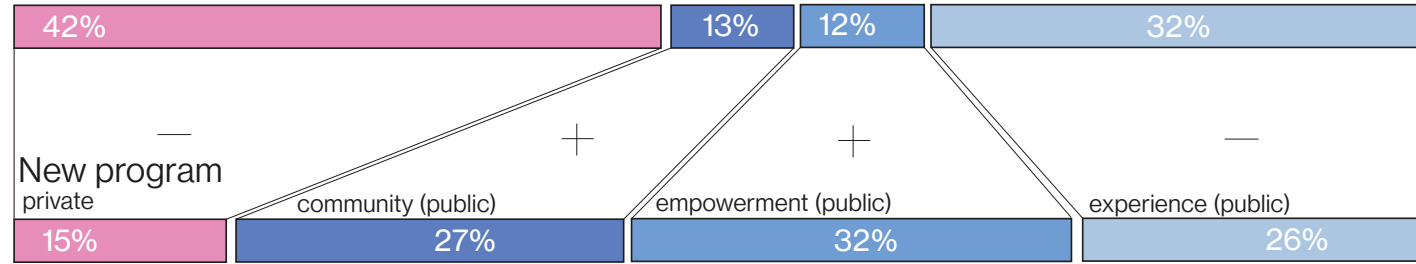 42% 13% 12% 32%
New program
private community (public) empowerment (public) experience (public)
15% 27% 32% 26%